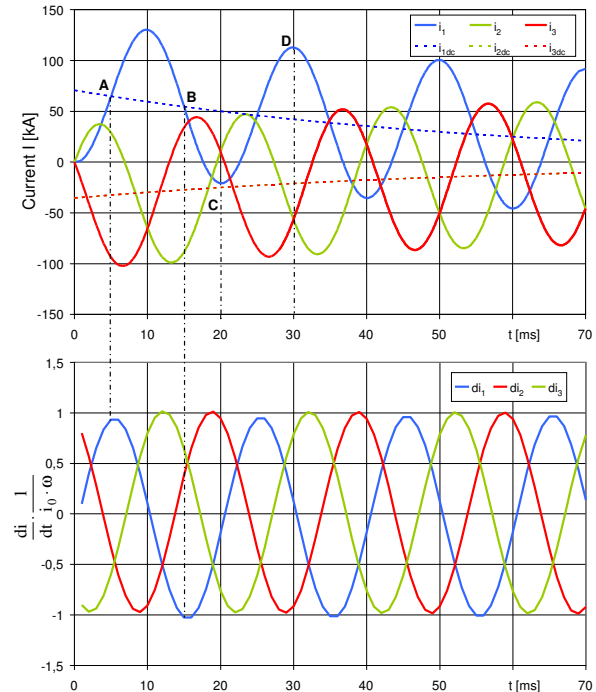 150
100
50
0
-50
-100
-150
Current I [kA]
i1 i2 i3
i1dc i2dc i3dc
A
B
C
D
0 10 20 30 40 50 60 70
t [ms]
1,5
1
0,5
0
-0,5
-1
-1,5
di/dt · 1/(i0 · ω)
di1 di2 di3
0 10 20 30 40 50 60 70
t [ms]